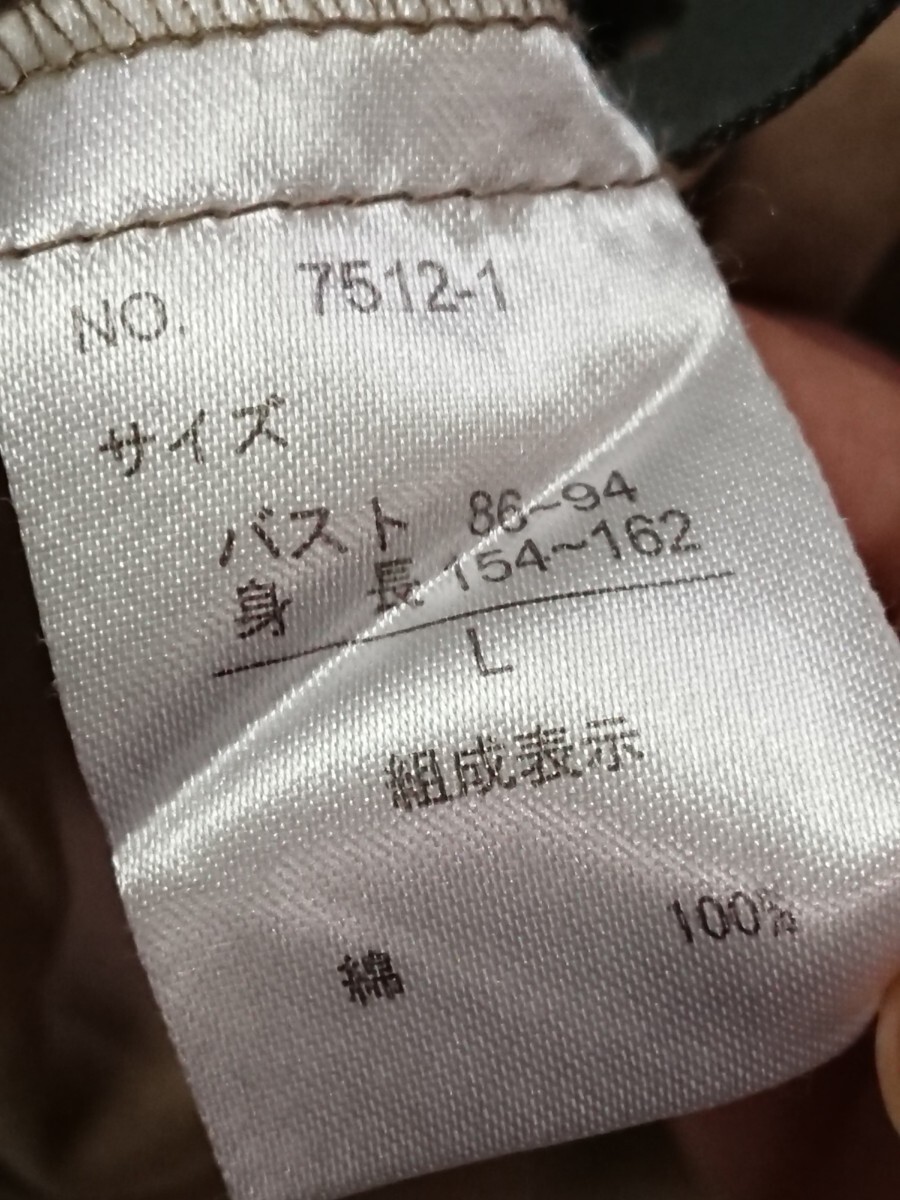 NO. 7512-1
サイズ
バスト 86~94
身 長 154~162
L
組成表示
綿 100%